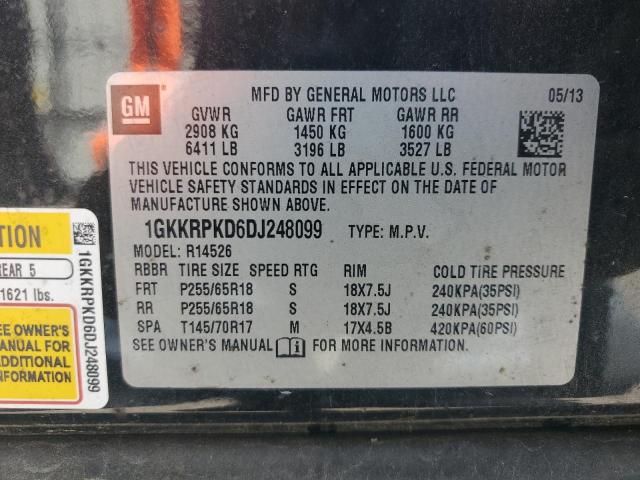 GM
MFD BY GENERAL MOTORS LLC 05/13
GVWR GAWR FRT GAWR RR
2908 KG 1450 KG 1600 KG
6411 LB 3196 LB 3527 LB
THIS VEHICLE CONFORMS TO ALL APPLICABLE U.S. FEDERAL MOTOR
VEHICLE SAFETY STANDARDS IN EFFECT ON THE DATE OF
MANUFACTURE SHOWN ABOVE.
1GKKRPKD6DJ248099 TYPE: M.P.V.
MODEL: R14526
RBBR TIRE SIZE SPEED RTG RIM COLD TIRE PRESSURE
FRT P255/65R18 S 18X7.5J 240KPA(35PSI)
RR P255/65R18 S 18X7.5J 240KPA(35PSI)
SPA T145/70R17 M 17X4.5B 420KPA(60PSI)
SEE OWNER'S MANUAL i FOR MORE INFORMATION.
TION
REAR 5
1621 lbs.
SEE OWNER'S
MANUAL FOR
ADDITIONAL
INFORMATION
1GKKRPKD6DJ248099